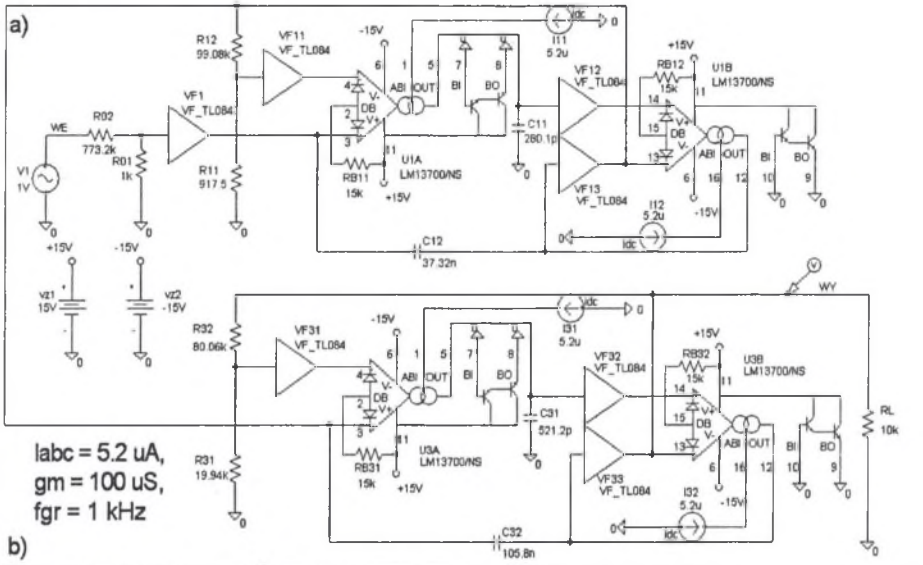 a)
R12
99.08k
VF11
VF_TL084
-15V
6
1
5
ABI
OUT
4
V-
DB
2
V+
3
11
RB11
15k
+15V
U1A
LM13700/NS
7
8
BI
BO
Idc
I11
5.2u
0
VF12
VF_TL084
C11
280.1p
0
VF13
VF_TL084
+15V
RB12
15k
U1B
LM13700/NS
11
14
V+
15
DB
V-
13
ABI
OUT
6
16
12
-15V
BI
BO
10
9
0
0
I12
5.2u
0
Idc
WE
R02
773.2k
VF1
VF_TL084
V1
1V
R01
1k
R11
917.5
0
0
0
C12
37.32n
+15V
-15V
vz1
15V
vz2
-15V
0
0
V
WY
R32
80.06k
VF31
VF_TL084
-15V
6
1
5
ABI
OUT
4
V-
DB
2
V+
3
11
RB31
15k
+15V
U3A
LM13700/NS
7
8
BI
BO
Idc
I31
5.2u
0
VF32
VF_TL084
C31
521.2p
0
VF33
VF_TL084
+15V
RB32
15k
U3B
LM13700/NS
11
14
V+
15
DB
V-
13
ABI
OUT
6
16
12
-15V
BI
BO
10
9
0
0
I32
5.2u
0
Idc
RL
10k
0
R31
19.94k
0
C32
105.8n
Iabc = 5.2 uA,
gm = 100 uS,
fgr = 1 kHz
b)